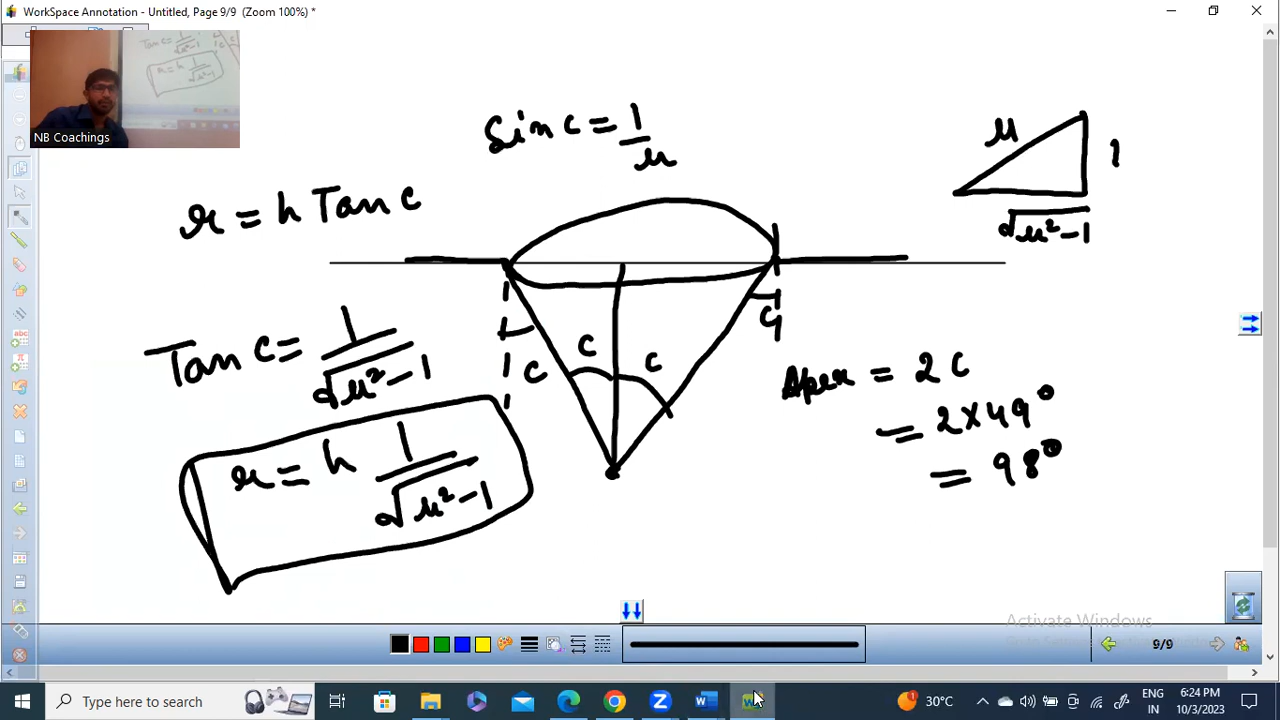 WorkSpace Annotation - Untitled, Page 9/9 (Zoom 100%) *
NB Coachings
Sin c = 1/μ
μ
1
√μ²-1
r = h Tan c
Tan c = 1/√μ²-1
c
c
c
c
r = h 1/√μ²-1
Apex = 2 c
= 2×49°
= 98°
Activate Windows
9/9
Type here to search
30°C
ENG
IN
6:24 PM
10/3/2023